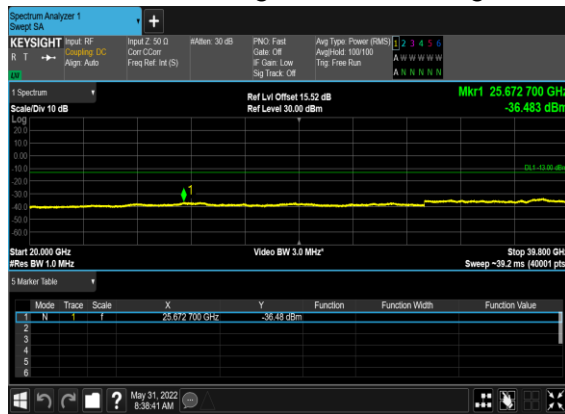 Spectrum Analyzer 1
Swept SA
+
KEYSIGHT Input: RF Input Z: 50 Ω #Atten: 30 dB PNO: Fast Avg Type: Power (RMS) 1 2 3 4 5 6
R T Coupling: DC Corr CCorr Gate: Off Avg|Hold: 100/100 A W W W W W
Align: Auto Freq Ref: Int (S) IF Gain: Low Trig: Free Run
LW Sig Track: Off A N N N N N
1 Spectrum Ref Lvl Offset 15.52 dB Mkr1 25.672 700 GHz
Scale/Div 10 dB Ref Level 30.00 dBm -36.483 dBm
Log
20.0
10.0
0.00
-10.0 DL1 -13.00 dBm
-20.0
-30.0 1
-40.0
-50.0
-60.0
Start 20.000 GHz Video BW 3.0 MHz* Stop 39.800 GHz
#Res BW 1.0 MHz Sweep ~39.2 ms (40001 pts
5 Marker Table
Mode Trace Scale X Y Function Function Width Function Value
1 N 1 f 25.672 700 GHz -36.48 dBm
2
3
4
5
6
? May 31, 2022
8:38:41 AM